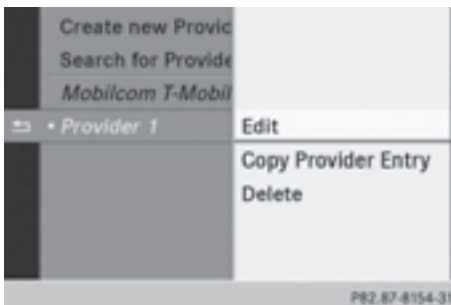 Create new Provic
Search for Provide
Mobilcom T-Mobil
• Provider 1
Edit
Copy Provider Entry
Delete
P82.87-8154-31